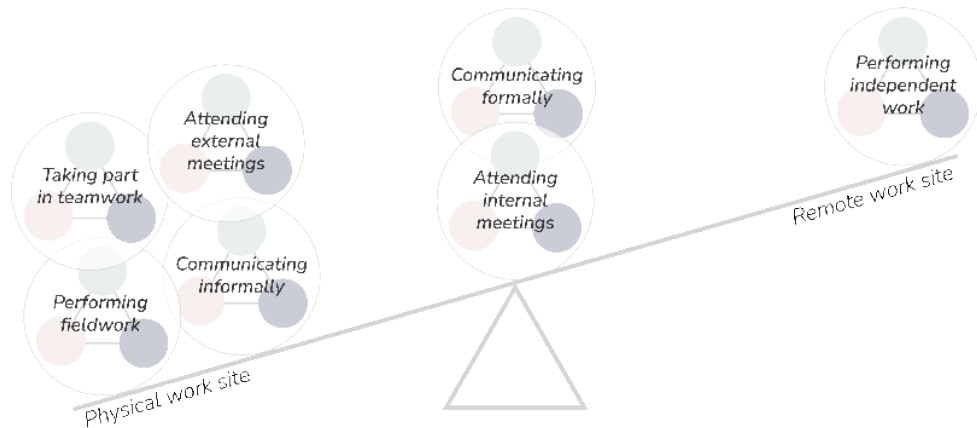 Taking part
in teamwork
Attending
external
meetings
Performing
fieldwork
Communicating
informally
Physical work site
Communicating
formally
Attending
internal
meetings
Performing
independent
work
Remote work site